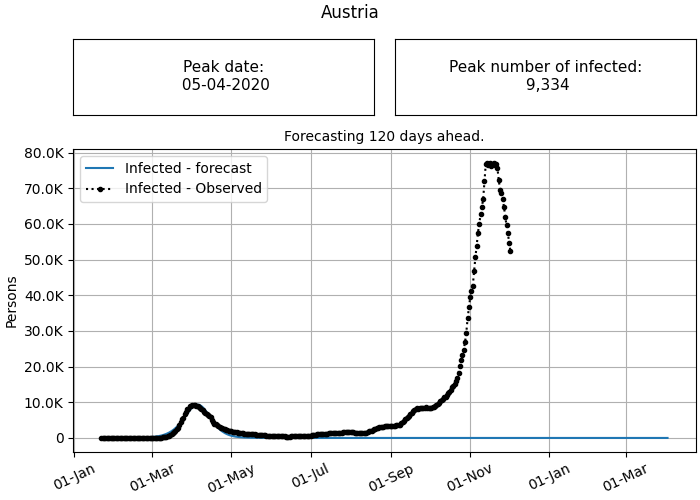 Austria
Peak date:
05-04-2020
Peak number of infected:
9,334
Forecasting 120 days ahead.
Infected - forecast
Infected - Observed
80.0K
70.0K
60.0K
50.0K
40.0K
30.0K
20.0K
10.0K
0
Persons
01-Jan
01-Mar
01-May
01-Jul
01-Sep
01-Nov
01-Jan
01-Mar